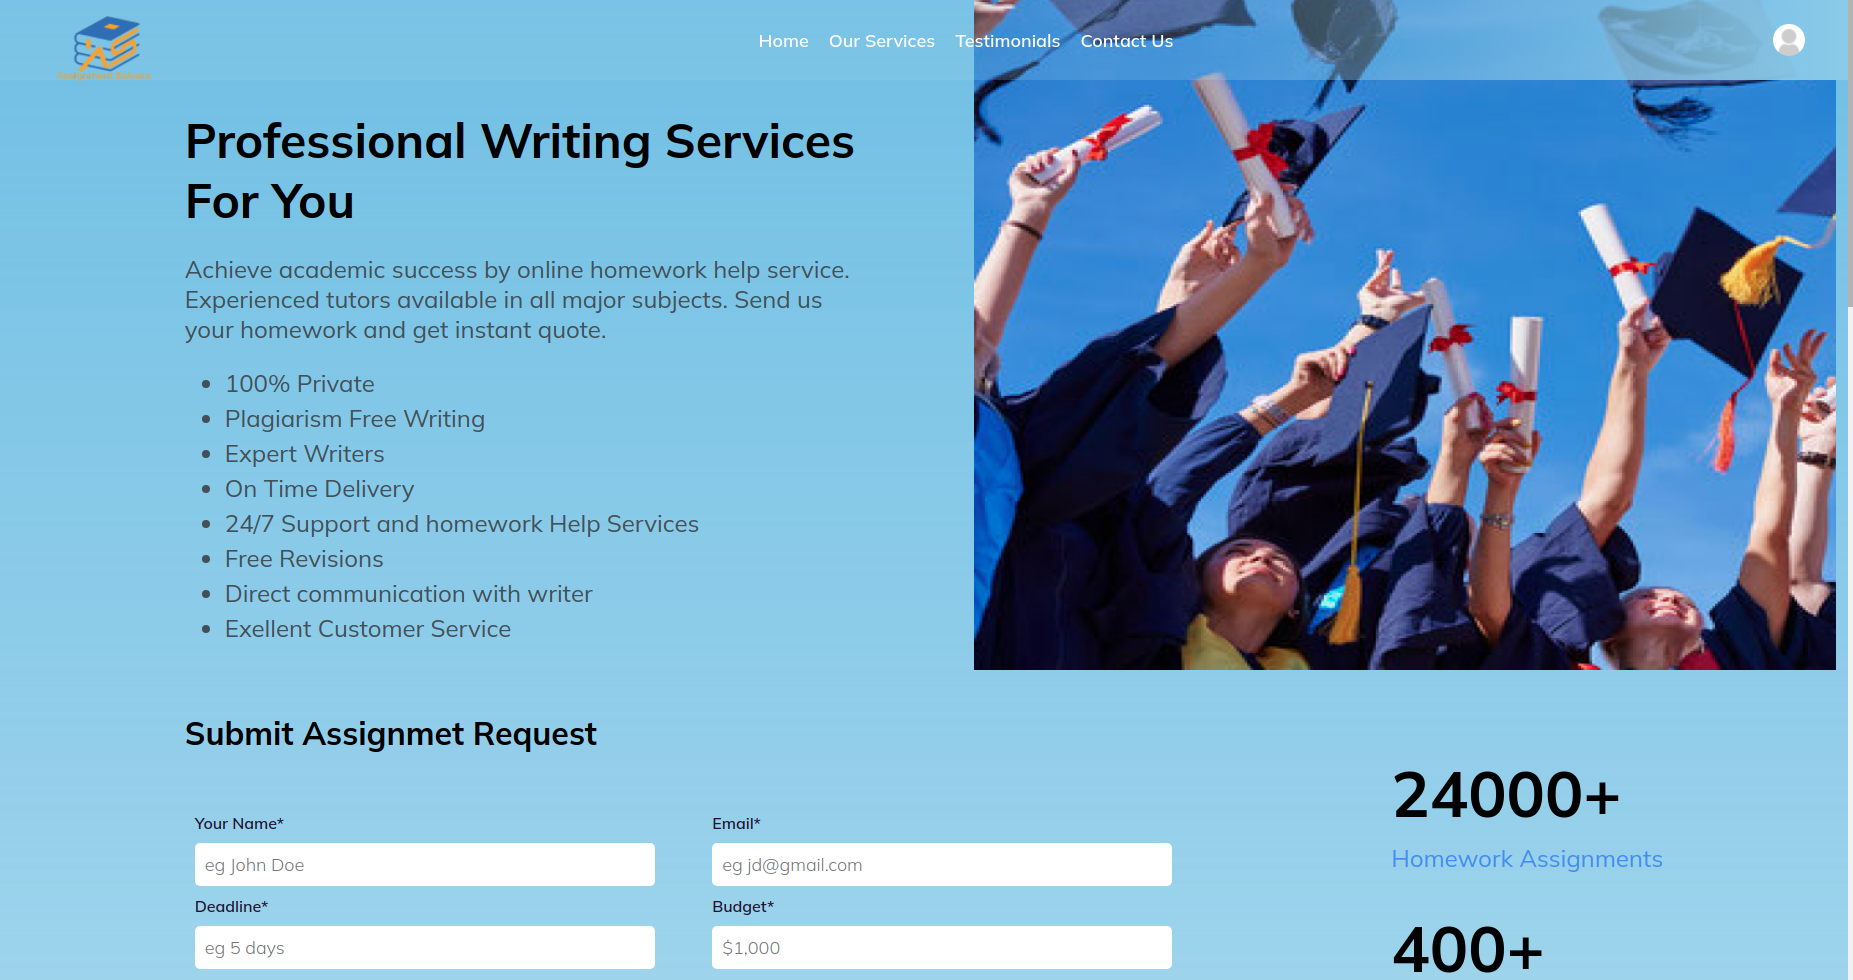 Home Our Services Testimonials Contact Us
Professional Writing Services
For You
Achieve academic success by online homework help service.
Experienced tutors available in all major subjects. Send us
your homework and get instant quote.
100% Private
Plagiarism Free Writing
Expert Writers
On Time Delivery
24/7 Support and homework Help Services
Free Revisions
Direct communication with writer
Exellent Customer Service
Submit Assignmet Request
Your Name*
eg John Doe
Email*
eg jd@gmail.com
Deadline*
eg 5 days
Budget*
$1,000
24000+
Homework Assignments
400+